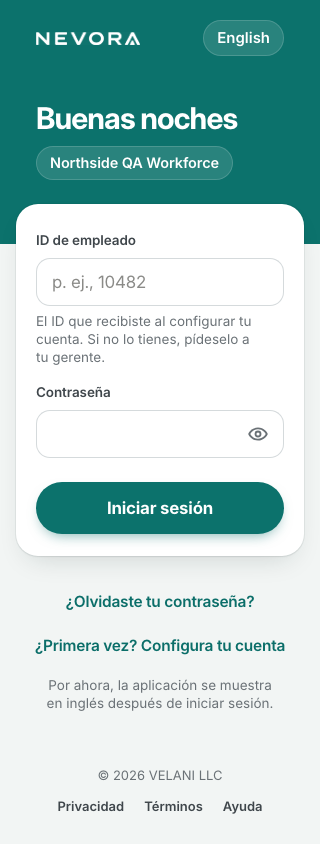 NEVORA
English
Buenas noches
Northside QA Workforce
ID de empleado
p. ej., 10482
El ID que recibiste al configurar tu
cuenta. Si no lo tienes, pídeselo a
tu gerente.
Contraseña
Iniciar sesión
¿Olvidaste tu contraseña?
¿Primera vez? Configura tu cuenta
Por ahora, la aplicación se muestra
en inglés después de iniciar sesión.
© 2026 VELANI LLC
Privacidad Términos Ayuda